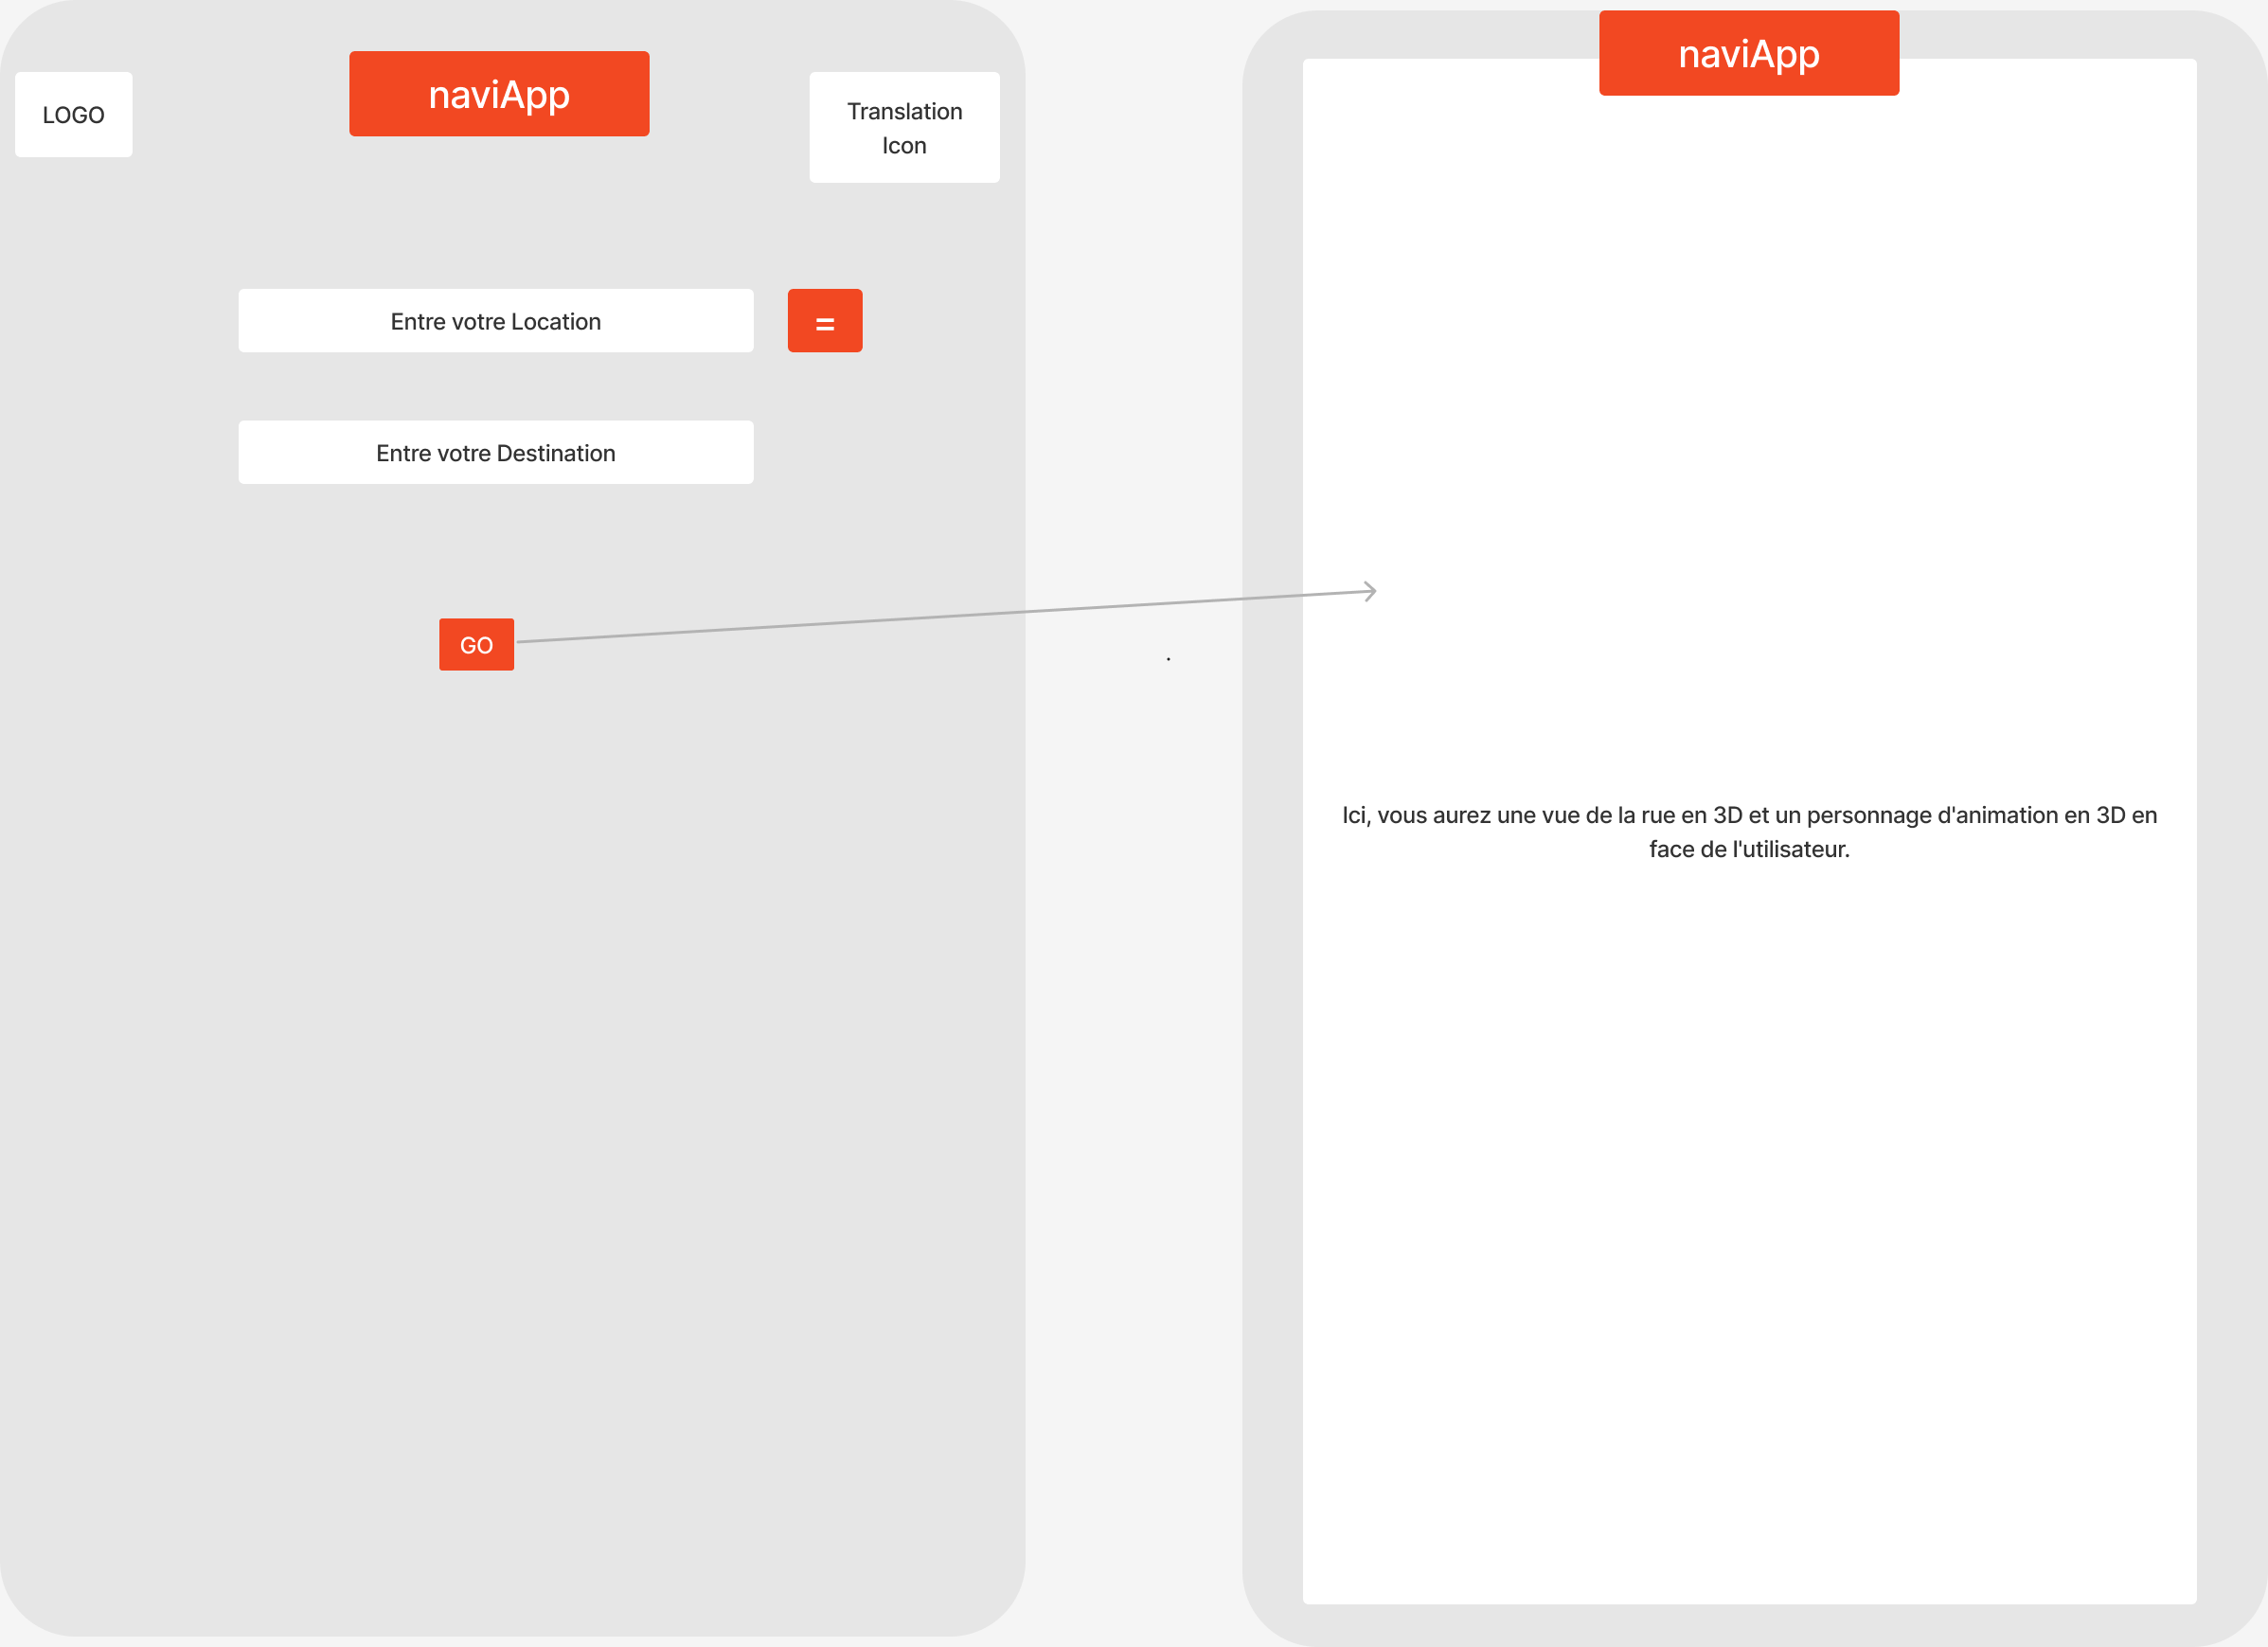 LOGO
naviApp
Translation
Icon
Entre votre Location
=
Entre votre Destination
GO
.
naviApp
Ici, vous aurez une vue de la rue en 3D et un personnage d'animation en 3D en
face de l'utilisateur.